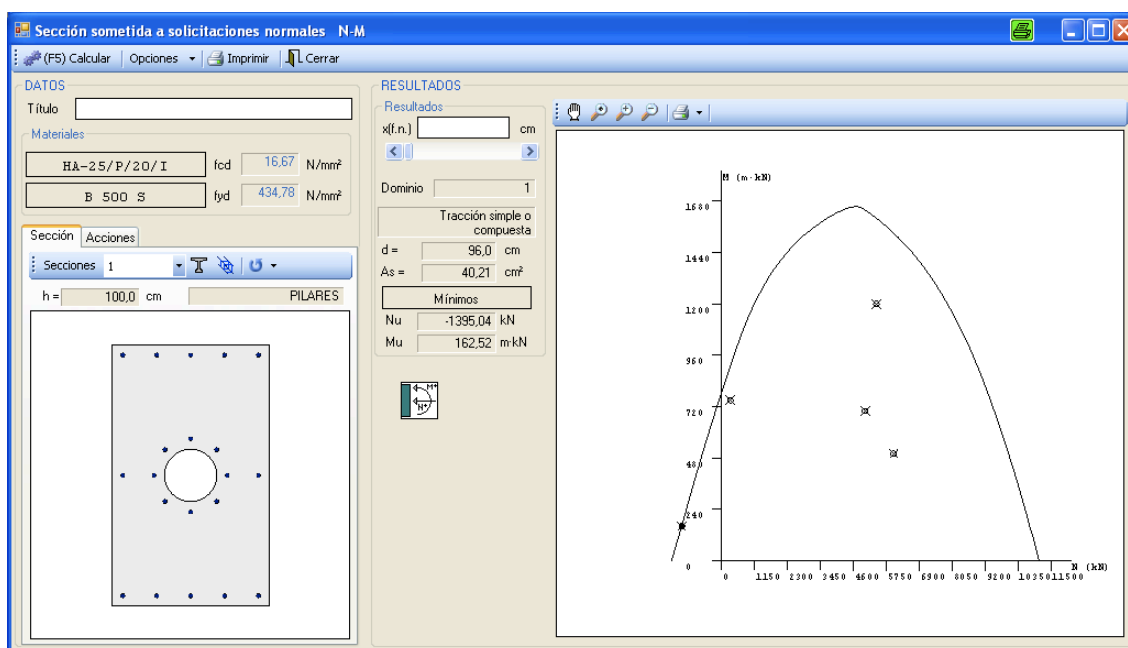 Sección sometida a solicitaciones normales N-M
(F5) Calcular Opciones Imprimir Cerrar
DATOS
Título
Materiales
HA-25/P/20/I fcd 16,67 N/mm²
B 500 S fyd 434,78 N/mm²
Sección Acciones
Secciones 1
h = 100,0 cm PILARES
RESULTADOS
Resultados
x(f.n.) cm
Dominio 1
Tracción simple o
compuesta
d = 96,0 cm
As = 40,21 cm²
Mínimos
Nu -1395,04 kN
Mu 162,52 m·kN
M+
N+
M (m·kN)
1680
1440
1200
960
720
480
240
0
0 1150 2300 3450 4600 5750 6900 8050 9200 10350 11500
N (kN)